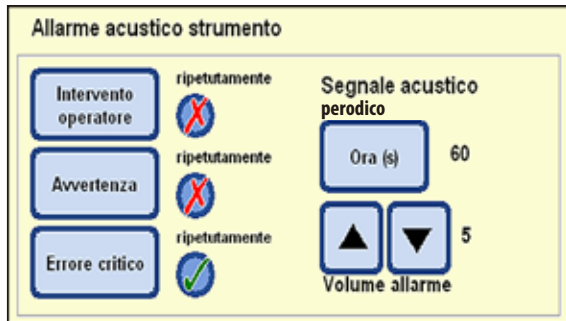 Allarme acustico strumento
Intervento
operatore
ripetutamente
Avvertenza
ripetutamente
Errore critico
ripetutamente
Segnale acustico
perodico
Ora (s)
60
5
Volume allarme